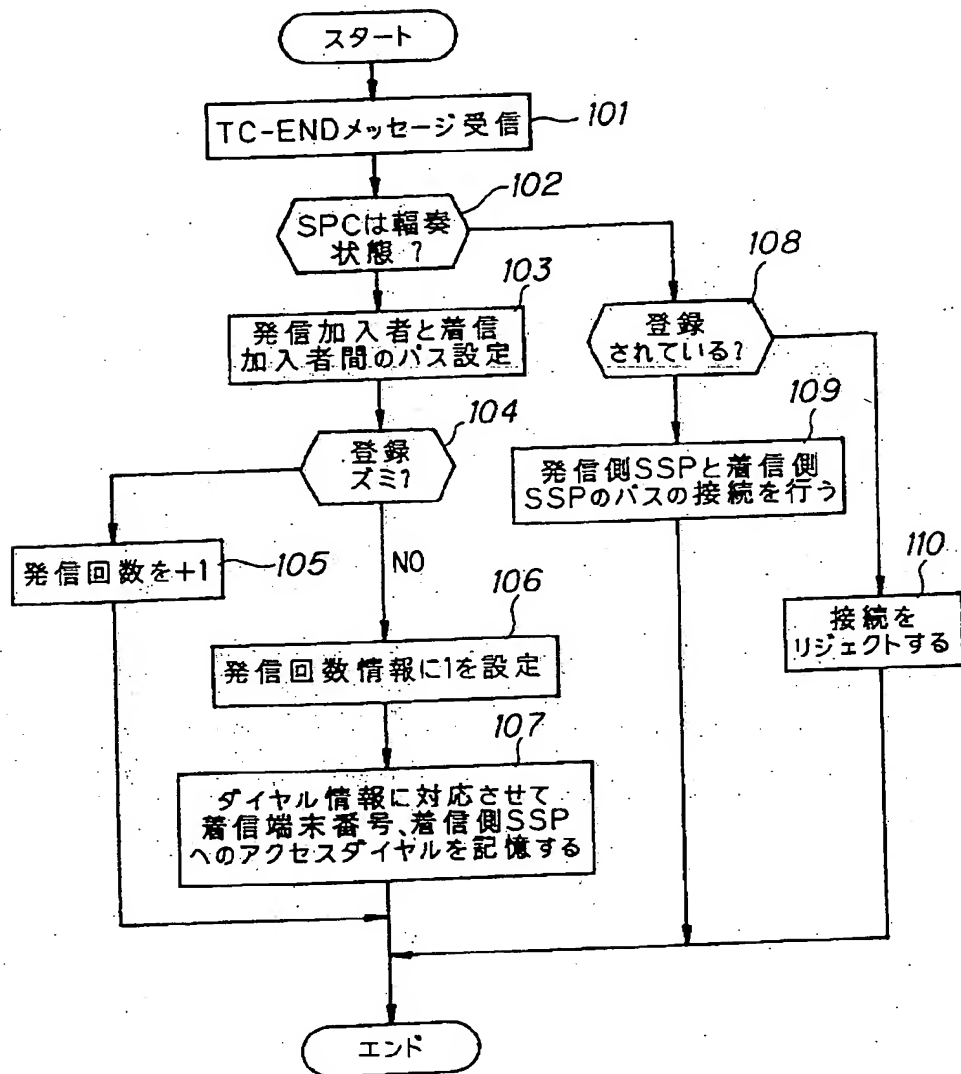 スタート
TC-ENDメッセージ受信
101
102
SPCは輻奏
状態?
103
発信加入者と着信
加入者間のパス設定
108
登録
されている?
104
登録
ズミ?
109
発信側SSPと着信側
SSPのパスの接続を行う
発信回数を+1
105
NO
110
接続を
リジェクトする
106
発信回数情報に1を設定
107
ダイヤル情報に対応させて
着信端末番号、着信側SSP
へのアクセスダイヤルを記憶する
エンド